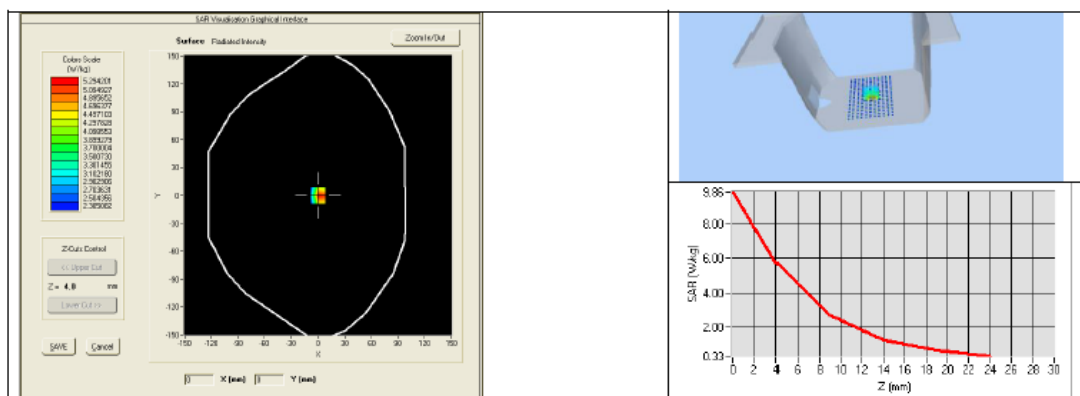 SAR Visualisation Graphical Interface
Surface Radiated Intensity
Zoom In/Out
Colors Scale
(W/kg)
5.294201
5.094927
4.895652
4.696377
4.497103
4.297828
4.098553
3.899279
3.700004
3.500730
3.301455
3.102180
2.902906
2.703631
2.504356
2.305082
150
120
90
60
30
0
-30
-60
-90
-120
-150
Y
-150 -120 -90 -60 -30 0 30 60 90 120 150
X
Z-Cuts Control
<< Upper Cut
Z = 4.0 mm
Lower Cut >>
SAVE Cancel
0 X (mm) 0 Y (mm)
9.86
8.00
6.00
4.00
2.00
0.33
SAR (W/kg)
0 2 4 6 8 10 12 14 16 18 20 22 24 26 28 30
Z (mm)